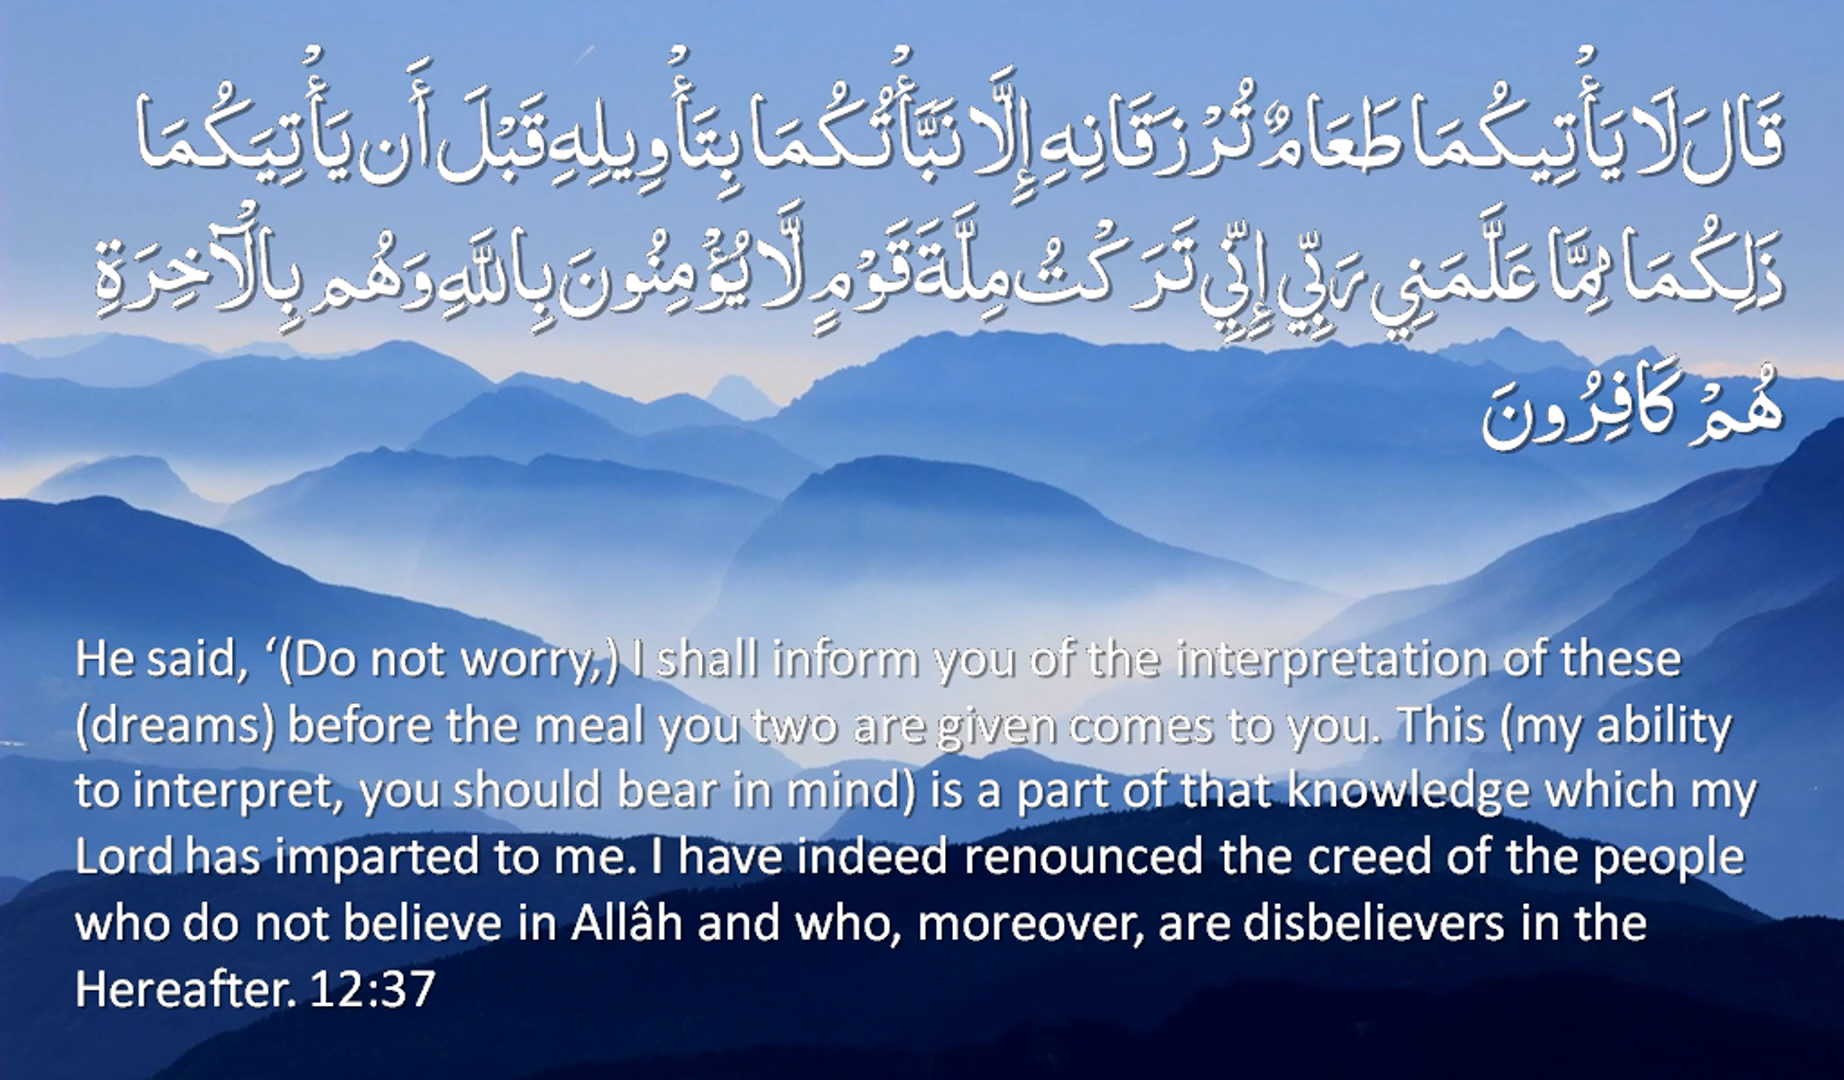 قَالَ لَا يَأْتِيكُمَا طَعَامٌ تُرْزَقَانِهِ إِلَّا نَبَّأْتُكُمَا بِتَأْوِيلِهِ قَبْلَ أَن يَأْتِيَكُمَا
ذَلِكُمَا مِمَّا عَلَّمَنِي رَبِّي إِنِّي تَرَكْتُ مِلَّةَ قَوْمٍ لَّا يُؤْمِنُونَ بِاللَّهِ وَهُم بِالْآخِرَةِ
هُمْ كَافِرُونَ
He said, ‘(Do not worry,) I shall inform you of the interpretation of these
(dreams) before the meal you two are given comes to you. This (my ability
to interpret, you should bear in mind) is a part of that knowledge which my
Lord has imparted to me. I have indeed renounced the creed of the people
who do not believe in Allâh and who, moreover, are disbelievers in the
Hereafter. 12:37